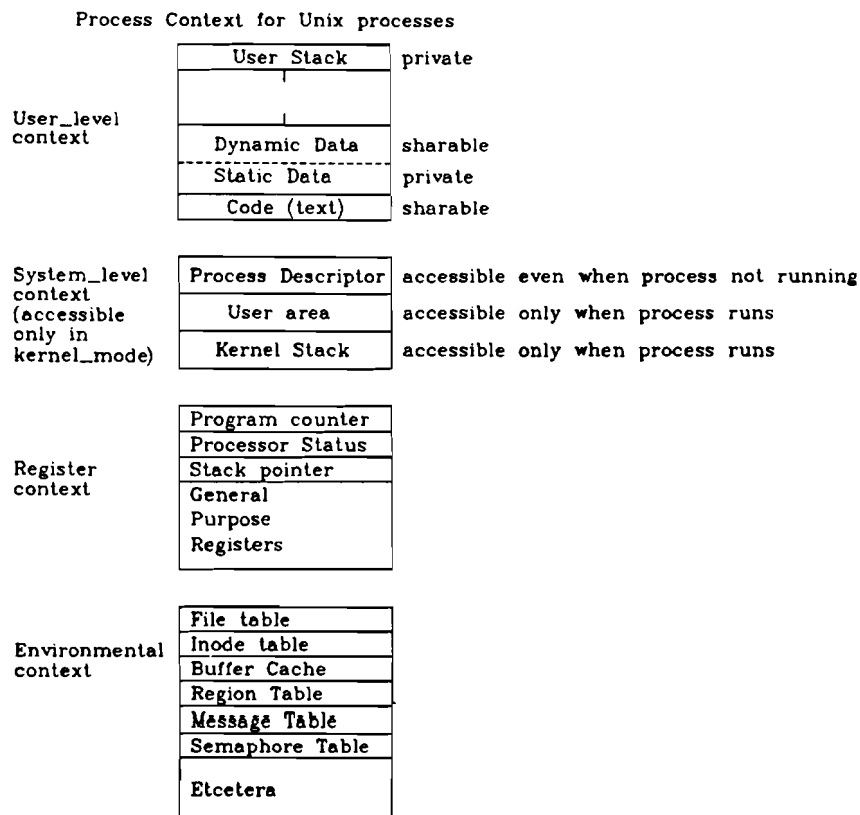 Process Context for Unix processes
User Stack private
User_level
context
Dynamic Data sharable
Static Data private
Code (text) sharable
System_level
context
(accessible
only in
kernel_mode)
Process Descriptor accessible even when process not running
User area accessible only when process runs
Kernel Stack accessible only when process runs
Register
context
Program counter
Processor Status
Stack pointer
General
Purpose
Registers
Environmental
context
File table
Inode table
Buffer Cache
Region Table
Message Table
Semaphore Table
Etcetera